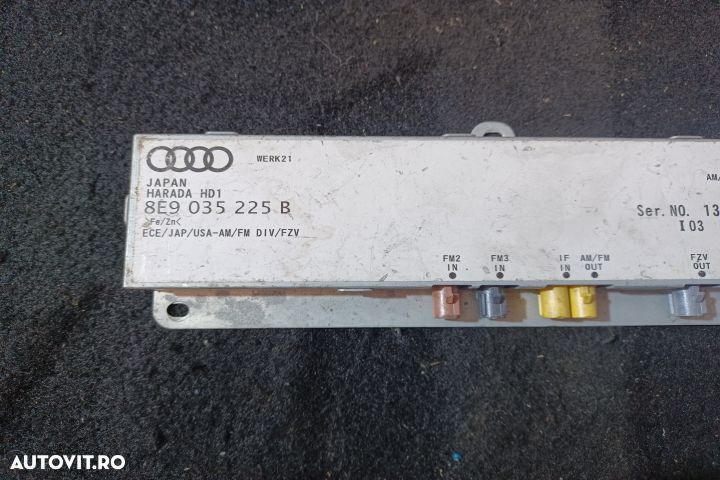 WERK21
JAPAN
HARADA HD1
8E9 035 225 B
>Fe/Zn<
ECE/JAP/USA-AM/FM DIV/FZV
AM/
Ser.NO. 13
I03
FM2 IN
FM3 IN
IF IN
AM/FM OUT
FZV OUT
AUTOVIT.RO